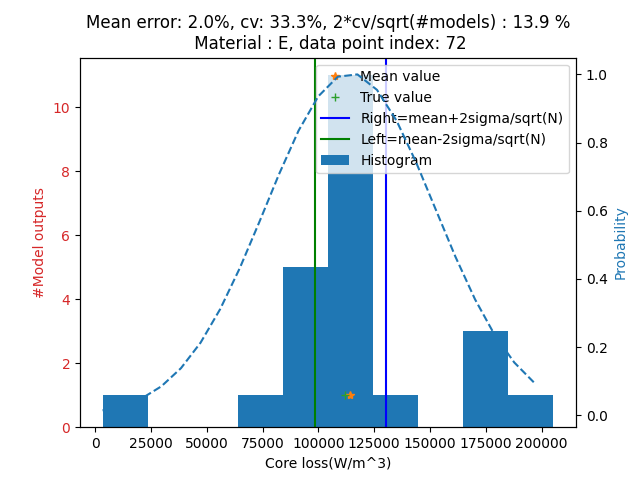 Mean error: 2.0%, cv: 33.3%, 2*cv/sqrt(#models) : 13.9 %
Material : E, data point index: 72
Mean value
True value
Right=mean+2sigma/sqrt(N)
Left=mean-2sigma/sqrt(N)
Histogram
10
8
6
4
2
0
#Model outputs
1.0
0.8
0.6
0.4
0.2
0.0
Probability
0 25000 50000 75000 100000 125000 150000 175000 200000
Core loss(W/m^3)